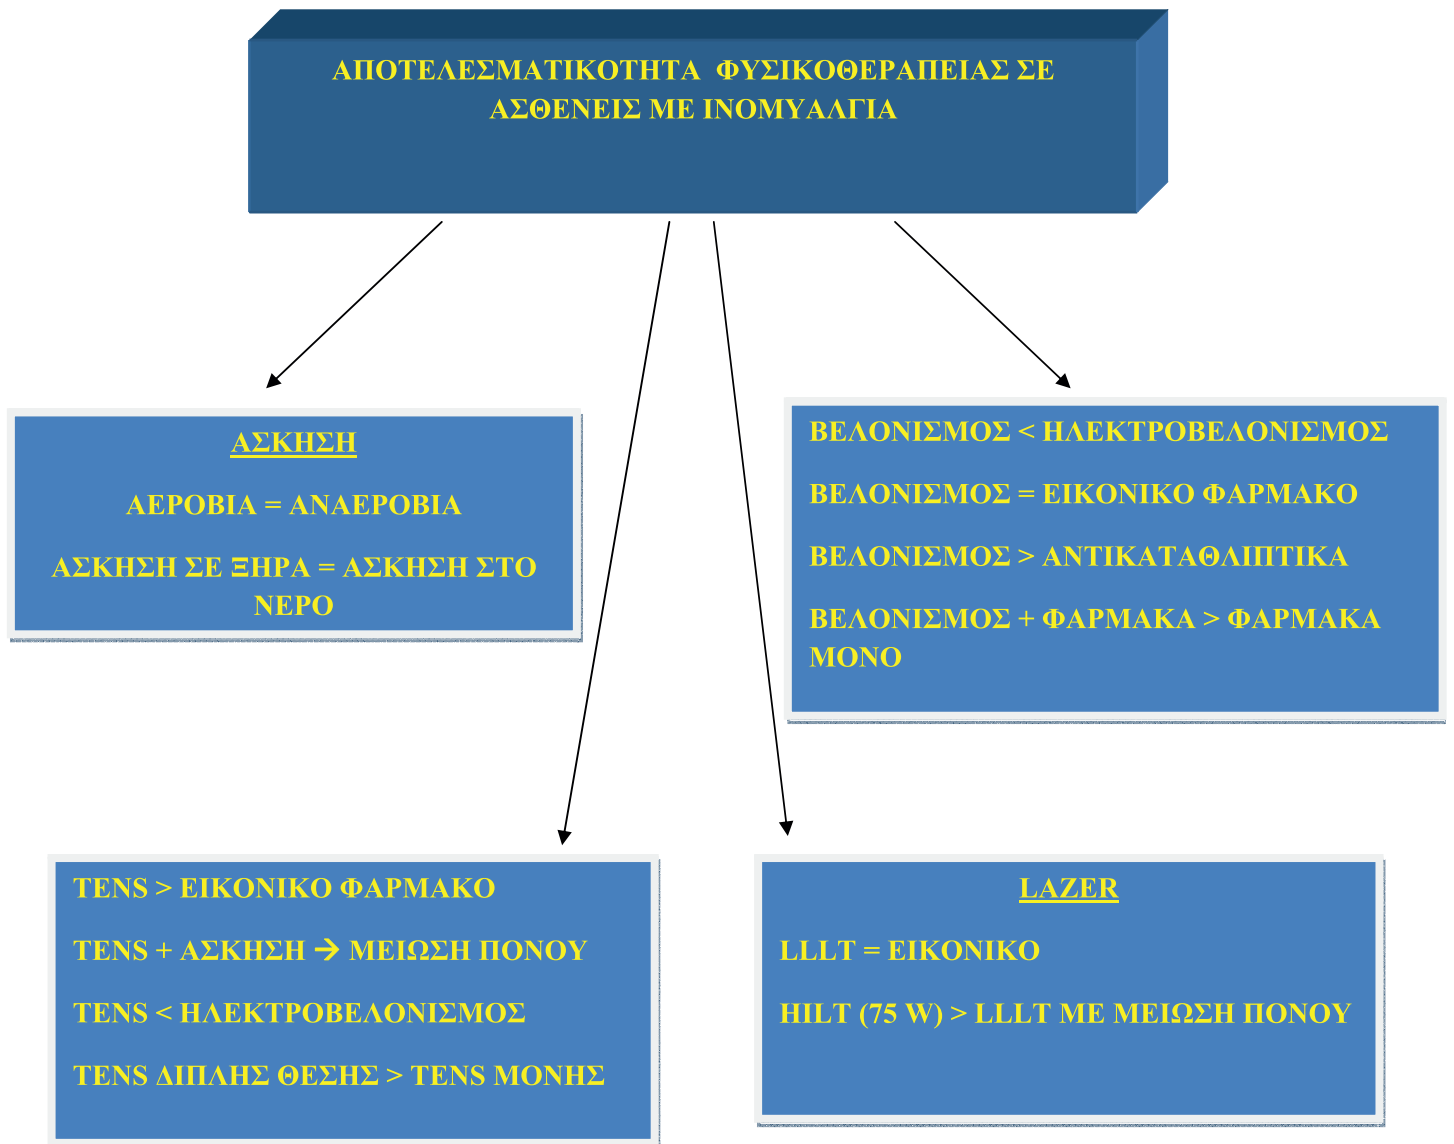 ΑΠΟΤΕΛΕΣΜΑΤΙΚΟΤΗΤΑ ΦΥΣΙΚΟΘΕΡΑΠΕΙΑΣ ΣΕ
ΑΣΘΕΝΕΙΣ ΜΕ ΙΝΟΜΥΑΛΓΙΑ
ΑΣΚΗΣΗ
ΑΕΡΟΒΙΑ = ΑΝΑΕΡΟΒΙΑ
ΑΣΚΗΣΗ ΣΕ ΞΗΡΑ = ΑΣΚΗΣΗ ΣΤΟ
ΝΕΡΟ
ΒΕΛΟΝΙΣΜΟΣ < ΗΛΕΚΤΡΟΒΕΛΟΝΙΣΜΟΣ
ΒΕΛΟΝΙΣΜΟΣ = ΕΙΚΟΝΙΚΟ ΦΑΡΜΑΚΟ
ΒΕΛΟΝΙΣΜΟΣ > ΑΝΤΙΚΑΤΑΘΛΙΠΤΙΚΑ
ΒΕΛΟΝΙΣΜΟΣ + ΦΑΡΜΑΚΑ > ΦΑΡΜΑΚΑ
ΜΟΝΟ
TENS > ΕΙΚΟΝΙΚΟ ΦΑΡΜΑΚΟ
TENS + ΑΣΚΗΣΗ → ΜΕΙΩΣΗ ΠΟΝΟΥ
TENS < ΗΛΕΚΤΡΟΒΕΛΟΝΙΣΜΟΣ
TENS ΔΙΠΛΗΣ ΘΕΣΗΣ > TENS ΜΟΝΗΣ
LAZER
LLLT = ΕΙΚΟΝΙΚΟ
HILT (75 W) > LLLT ΜΕ ΜΕΙΩΣΗ ΠΟΝΟΥ